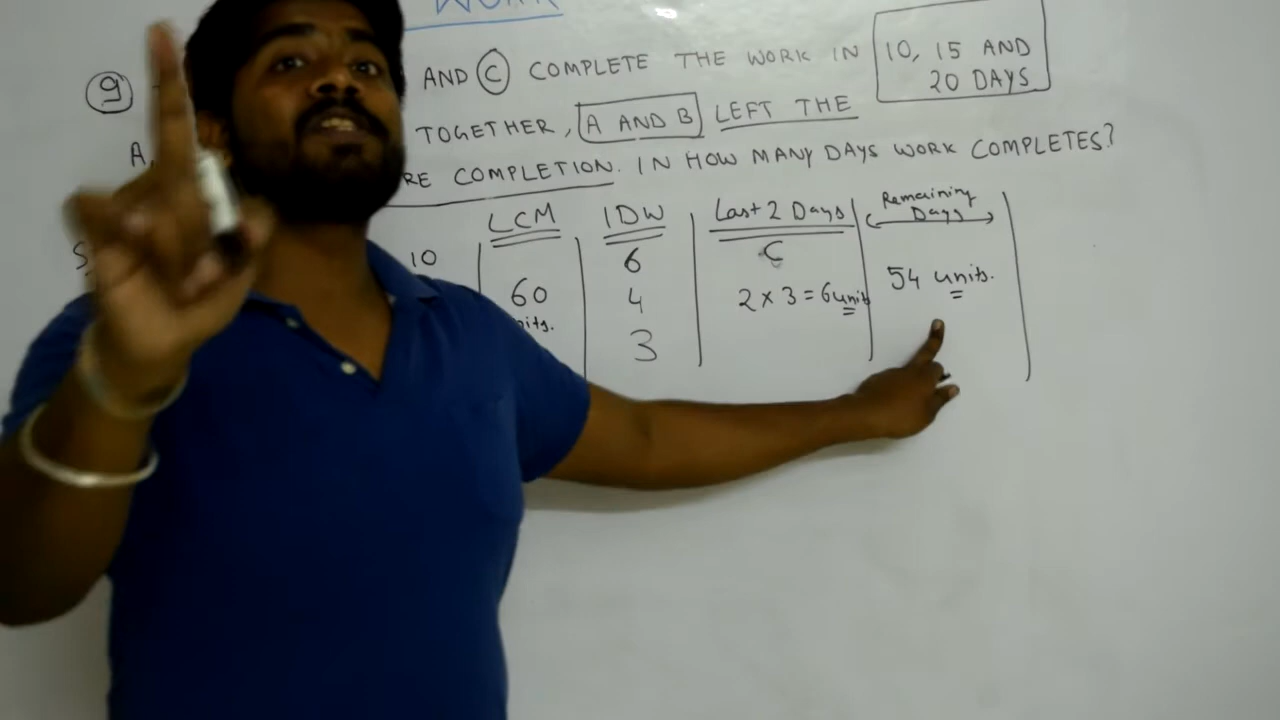 WORK
9 AND C COMPLETE THE WORK IN 10, 15 AND
20 DAYS
A, TOGETHER, A AND B LEFT THE
RE COMPLETION. IN HOW MANY DAYS WORK COMPLETES?
S 10
LCM
60
its.
1DW
6
4
3
Last 2 Days
C
2 × 3 = 6 unit
Remaining
Days
54 units.